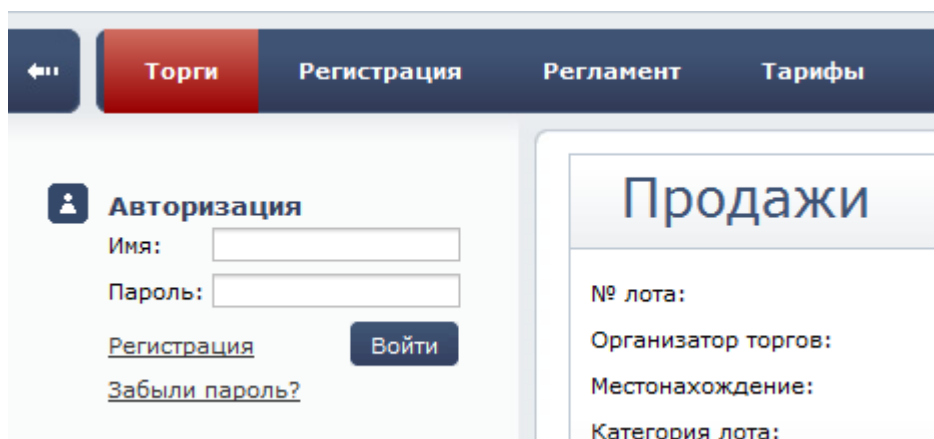 Торги Регистрация Регламент Тарифы
Авторизация
Имя:
Пароль:
Регистрация Войти
Забыли пароль?
Продажи
№ лота:
Организатор торгов:
Местонахождение:
Категория лота: